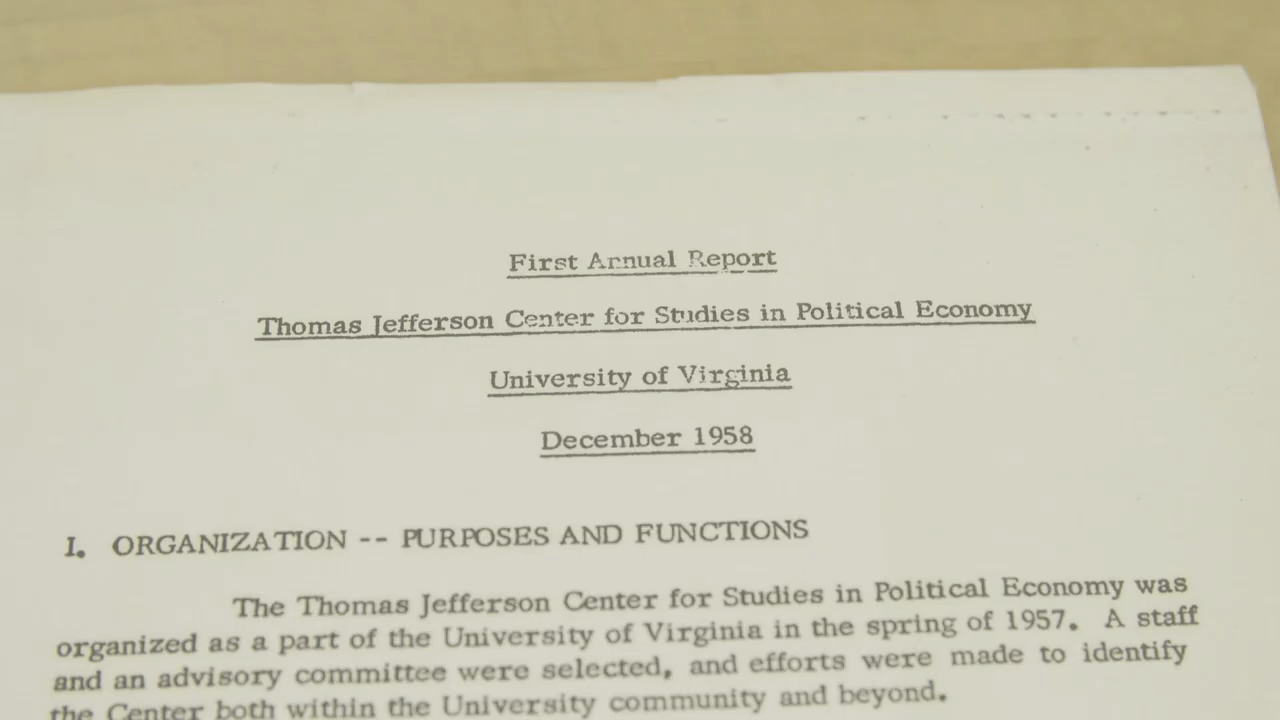 First Annual Report
Thomas Jefferson Center for Studies in Political Economy
University of Virginia
December 1958
I. ORGANIZATION -- PURPOSES AND FUNCTIONS
The Thomas Jefferson Center for Studies in Political Economy was
organized as a part of the University of Virginia in the spring of 1957. A staff
and an advisory committee were selected, and efforts were made to identify
the Center both within the University community and beyond.